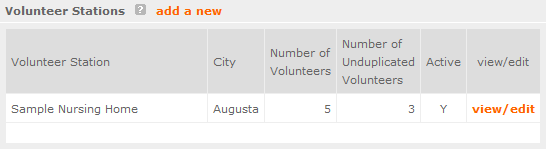 Volunteer Stations ? add a new
Volunteer Station City Number of Volunteers Number of Unduplicated Volunteers Active view/edit
Sample Nursing Home Augusta 5 3 Y view/edit